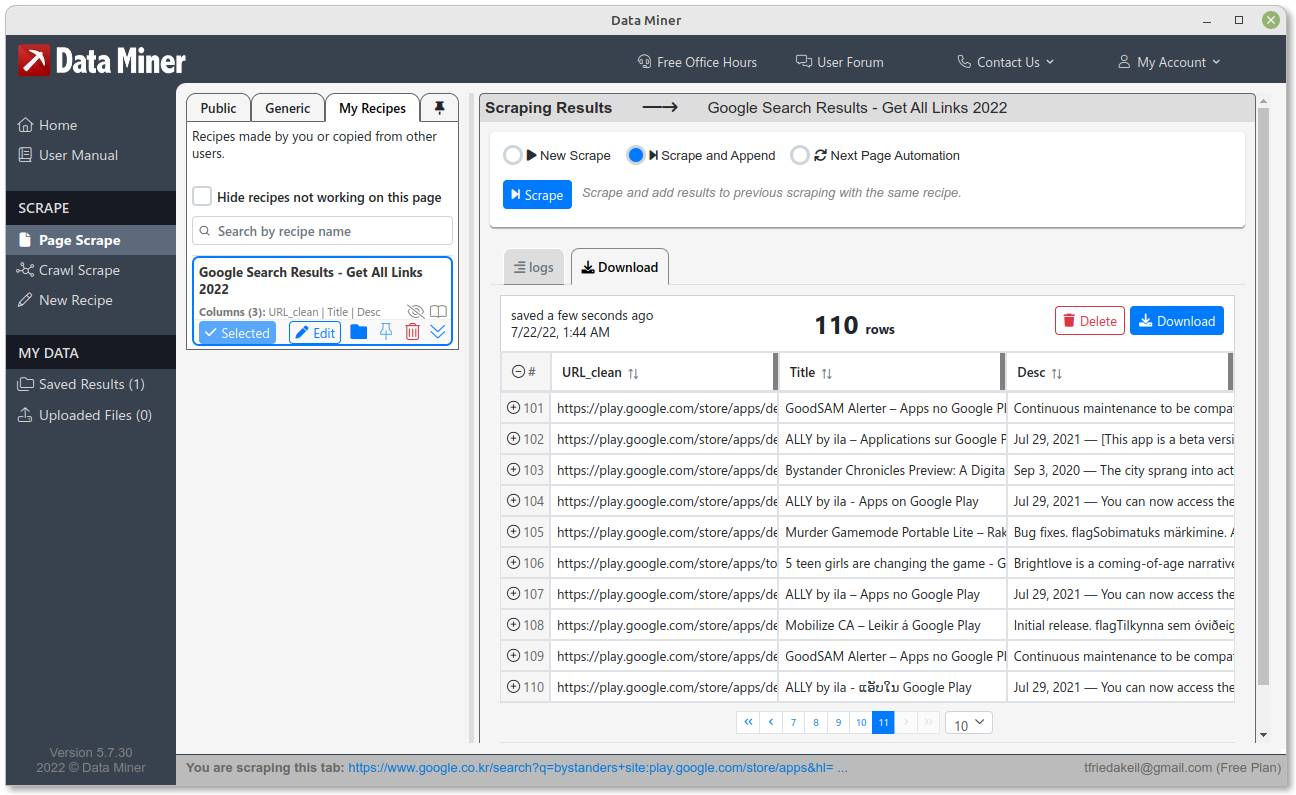 Data Miner
Data Miner
Free Office Hours
User Forum
Contact Us
My Account
Home
User Manual
SCRAPE
Page Scrape
Crawl Scrape
New Recipe
MY DATA
Saved Results (1)
Uploaded Files (0)
Version 5.7.30
2022 © Data Miner
Public
Generic
My Recipes
Recipes made by you or copied from other
users.
Hide recipes not working on this page
Search by recipe name
Google Search Results - Get All Links
2022
Columns (3): URL_clean | Title | Desc
Selected
Edit
Scraping Results
Google Search Results - Get All Links 2022
New Scrape
Scrape and Append
Next Page Automation
Scrape
Scrape and add results to previous scraping with the same recipe.
logs
Download
saved a few seconds ago
7/22/22, 1:44 AM
110 rows
Delete
Download
# URL_clean Title Desc
101 https://play.google.com/store/apps/de GoodSAM Alerter – Apps no Google Pl Continuous maintenance to be compa
102 https://play.google.com/store/apps/de ALLY by ila – Applications sur Google P Jul 29, 2021 — [This app is a beta versi
103 https://play.google.com/store/apps/de Bystander Chronicles Preview: A Digita Sep 3, 2020 — The city sprang into act
104 https://play.google.com/store/apps/de ALLY by ila - Apps on Google Play Jul 29, 2021 — You can now access the
105 https://play.google.com/store/apps/de Murder Gamemode Portable Lite – Rak Bug fixes. flagSobimatuks märkimine. A
106 https://play.google.com/store/apps/to 5 teen girls are changing the game - G Brightlove is a coming-of-age narrative
107 https://play.google.com/store/apps/de ALLY by ila – Apps no Google Play Jul 29, 2021 — You can now access the
108 https://play.google.com/store/apps/de Mobilize CA – Leikir á Google Play Initial release. flagTilkynna sem óviðeig
109 https://play.google.com/store/apps/de GoodSAM Alerter – Apps no Google Pl Continuous maintenance to be compa
110 https://play.google.com/store/apps/de ALLY by ila - ແອັບໃນ Google Play Jul 29, 2021 — You can now access the
« ‹ 7 8 9 10 11 › » 10
You are scraping this tab: https://www.google.co.kr/search?q=bystanders+site:play.google.com/store/apps&hl= ...
tfriedakeil@gmail.com (Free Plan)